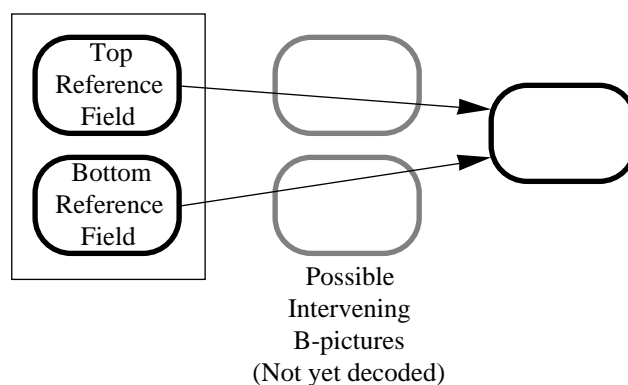 Top
Reference
Field
Bottom
Reference
Field
Possible
Intervening
B-pictures
(Not yet decoded)